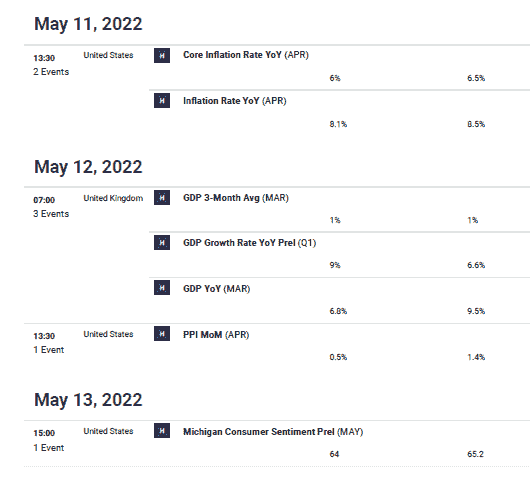 May 11, 2022
13:30 United States H Core Inflation Rate YoY (APR)
2 Events
6% 6.5%
H Inflation Rate YoY (APR)
8.1% 8.5%
May 12, 2022
07:00 United Kingdom H GDP 3-Month Avg (MAR)
3 Events
1% 1%
H GDP Growth Rate YoY Prel (Q1)
9% 6.6%
H GDP YoY (MAR)
6.8% 9.5%
13:30 United States H PPI MoM (APR)
1 Event
0.5% 1.4%
May 13, 2022
15:00 United States H Michigan Consumer Sentiment Prel (MAY)
1 Event
64 65.2